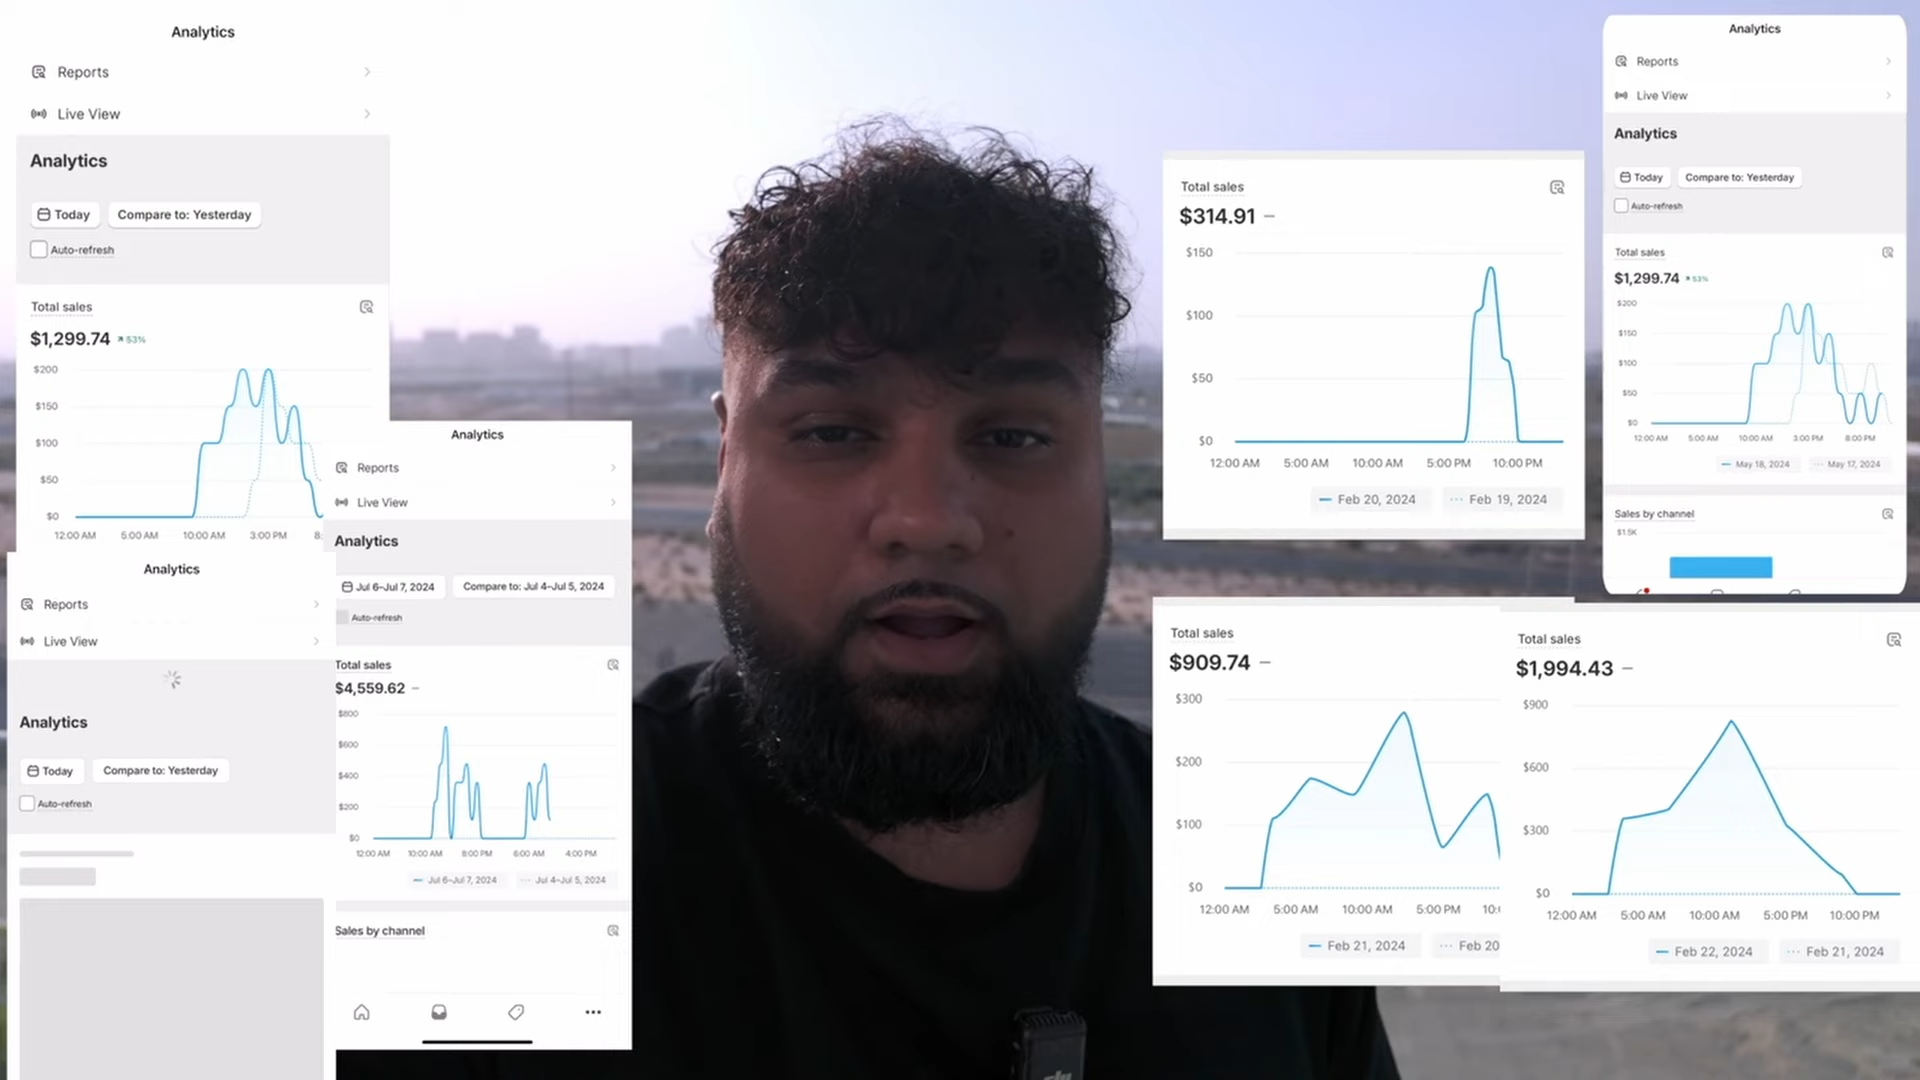 Analytics
Reports
Live View
Analytics
Today
Compare to: Yesterday
Auto-refresh
Total sales
$1,299.74 53%
$200
$150
$100
$50
$0
12:00 AM 5:00 AM 10:00 AM 3:00 PM 8:
Analytics
Reports
Live View
Analytics
Today
Compare to: Yesterday
Auto-refresh
Analytics
Reports
Live View
Analytics
Jul 6–Jul 7, 2024
Compare to: Jul 4–Jul 5, 2024
Auto-refresh
Total sales
$4,559.62 –
$800
$600
$400
$200
$0
12:00 AM 10:00 AM 8:00 PM 6:00 AM 4:00 PM
Jul 6–Jul 7, 2024 Jul 4–Jul 5, 2024
Sales by channel
Total sales
$314.91 –
$150
$100
$50
$0
12:00 AM 5:00 AM 10:00 AM 5:00 PM 10:00 PM
Feb 20, 2024 Feb 19, 2024
Analytics
Reports
Live View
Analytics
Today
Compare to: Yesterday
Auto-refresh
Total sales
$1,299.74 53%
$200
$150
$100
$50
$0
12:00 AM 5:00 AM 10:00 AM 3:00 PM 8:00 PM
May 18, 2024 May 17, 2024
Sales by channel
$1.5K
Total sales
$909.74 –
$300
$200
$100
$0
12:00 AM 5:00 AM 10:00 AM 5:00 PM 10:
Feb 21, 2024 Feb 20
Total sales
$1,994.43 –
$900
$600
$300
$0
12:00 AM 5:00 AM 10:00 AM 5:00 PM 10:00 PM
Feb 22, 2024 Feb 21, 2024